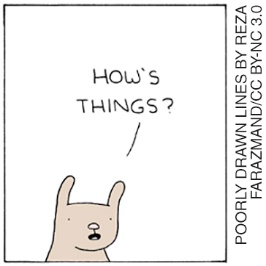 HOW'S
THINGS?
POORLY DRAWN LINES BY REZA
FARAZMAND/CC BY-NC 3.0